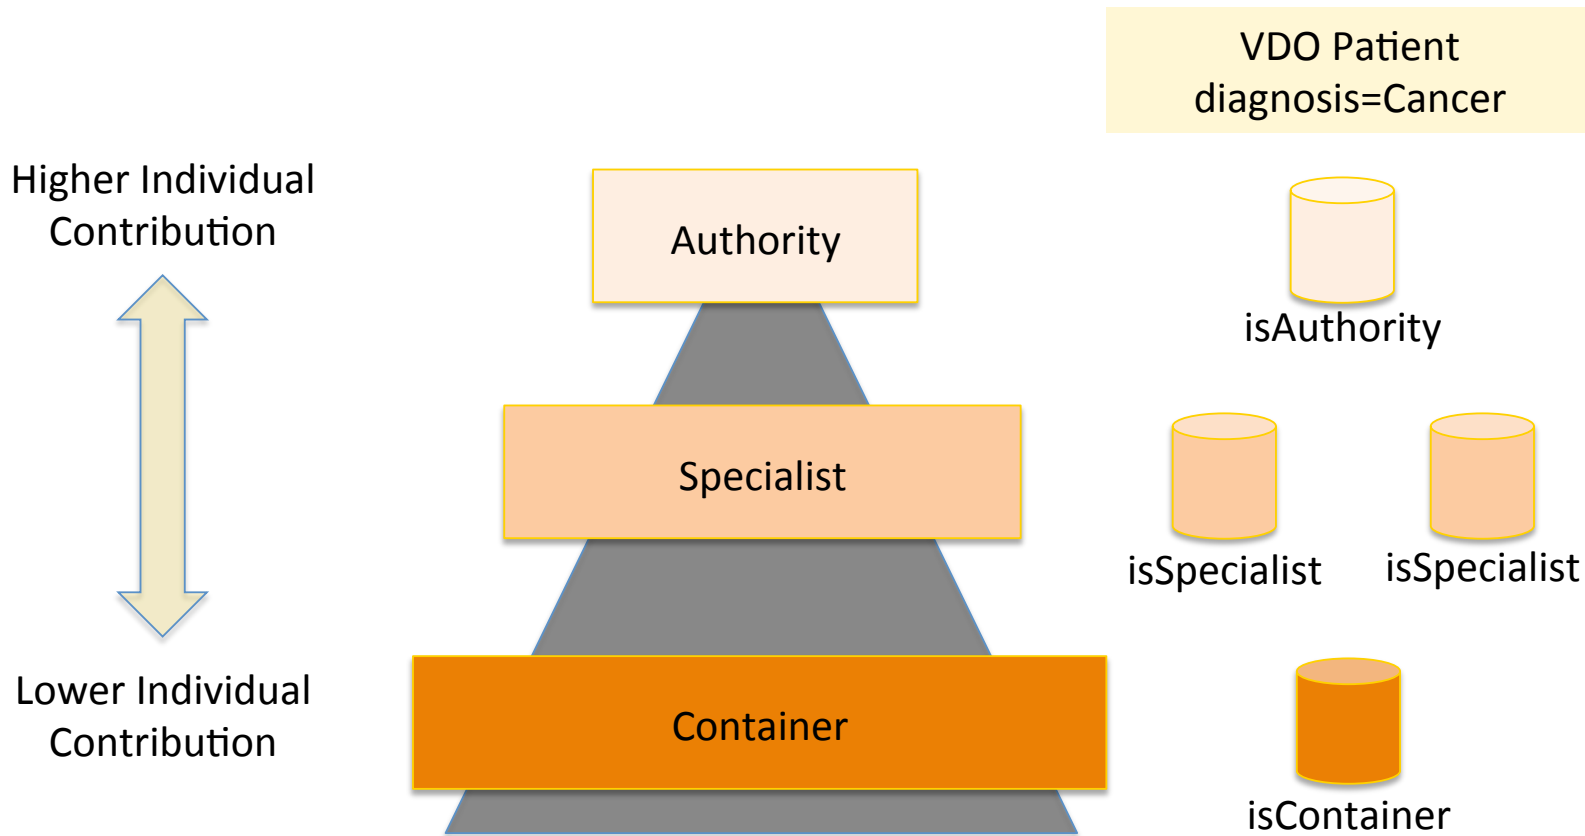 VDO Patient
diagnosis=Cancer
Higher Individual
Contribution
Authority
isAuthority
Specialist
isSpecialist
isSpecialist
Lower Individual
Contribution
Container
isContainer